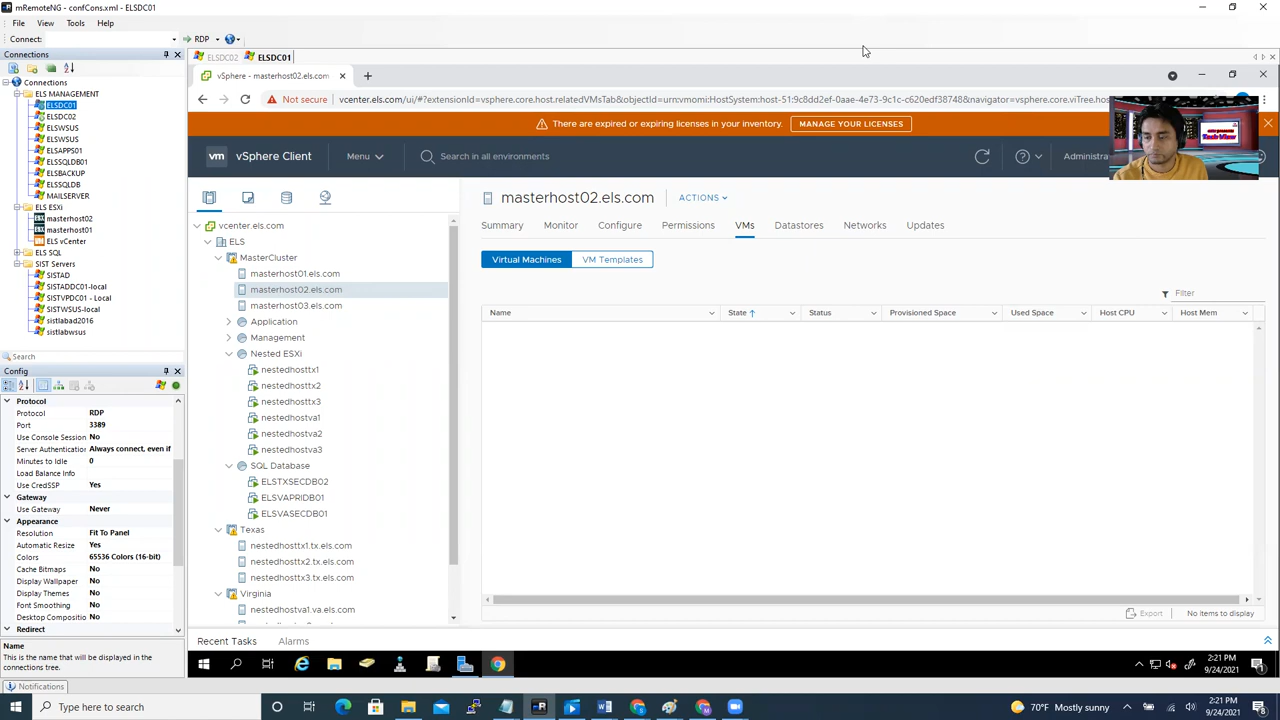 mRemoteNG - confCons.xml - ELSDC01
File View Tools Help
Connect: RDP
Connections
ELSDC02 ELSDC01
Connections
ELS MANAGEMENT
ELSDC01
ELSDC02
ELSWSUS
ELSWSUS
ELSAPPS01
ELSSQLDB01
ELSBACKUP
ELSSQLDB
MAILSERVER
ELS ESXi
masterhost02
masterhost01
ELS vCenter
ELS SQL
SIST Servers
SISTAD
SISTADDC01-local
SISTVPDC01 - Local
SISTWSUS-local
sistlabad2016
sistlabwsus
Search
Config
Protocol
Protocol RDP
Port 3389
Use Console Session No
Server Authentication Always connect, even if
Minutes to Idle 0
Load Balance Info
Use CredSSP Yes
Gateway
Use Gateway Never
Appearance
Resolution Fit To Panel
Automatic Resize Yes
Colors 65536 Colors (16-bit)
Cache Bitmaps No
Display Wallpaper No
Display Themes No
Font Smoothing No
Desktop Compositio No
Redirect
Name
This is the name that will be displayed in the connections tree.
Notifications
vSphere - masterhost02.els.com
Not secure vcenter.els.com/ui/#?extensionId=vsphere.core.host.relatedVMsTab&objectId=urn:vmomi:HostSystem:host-51:9c8dd2ef-0aae-4e73-9c1c-c620edf38748&navigator=vsphere.core.viTree.hos
There are expired or expiring licenses in your inventory. MANAGE YOUR LICENSES
vm vSphere Client Menu Search in all environments Administra
vcenter.els.com
ELS
MasterCluster
masterhost01.els.com
masterhost02.els.com
masterhost03.els.com
Application
Management
Nested ESXi
nestedhosttx1
nestedhosttx2
nestedhosttx3
nestedhostva1
nestedhostva2
nestedhostva3
SQL Database
ELSTXSECDB02
ELSVAPRIDB01
ELSVASECDB01
Texas
nestedhosttx1.tx.els.com
nestedhosttx2.tx.els.com
nestedhosttx3.tx.els.com
Virginia
nestedhostva1.va.els.com
masterhost02.els.com ACTIONS
Summary Monitor Configure Permissions VMs Datastores Networks Updates
Virtual Machines VM Templates
Filter
Name State Status Provisioned Space Used Space Host CPU Host Mem
Export No items to display
Recent Tasks Alarms
2:21 PM
9/24/2021
Type here to search
70°F Mostly sunny
2:21 PM
9/24/2021